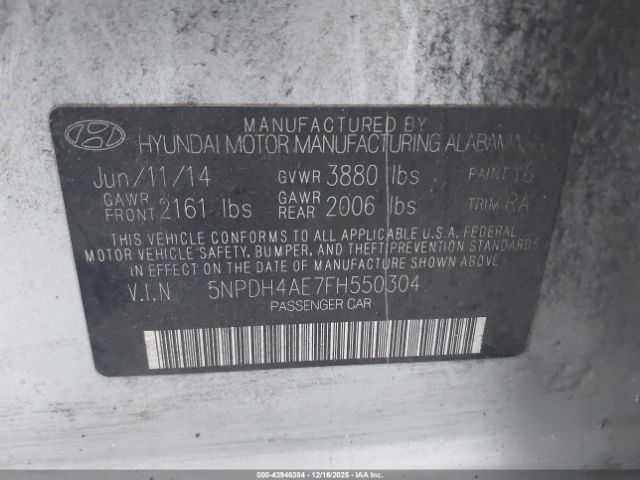 MANUFACTURED BY
HYUNDAI MOTOR MANUFACTURING ALABAMA
Jun/11/14 GVWR 3880 lbs PAINT
GAWR FRONT 2161 lbs GAWR REAR 2006 lbs TRIM RA
THIS VEHICLE CONFORMS TO ALL APPLICABLE U.S.A. FEDERAL
MOTOR VEHICLE SAFETY, BUMPER, AND THEFT PREVENTION STANDARDS
IN EFFECT ON THE DATE OF MANUFACTURE SHOWN ABOVE.
V.I.N 5NPDH4AE7FH550304
PASSENGER CAR
000-43946384 | 12/16/2025 | IAA